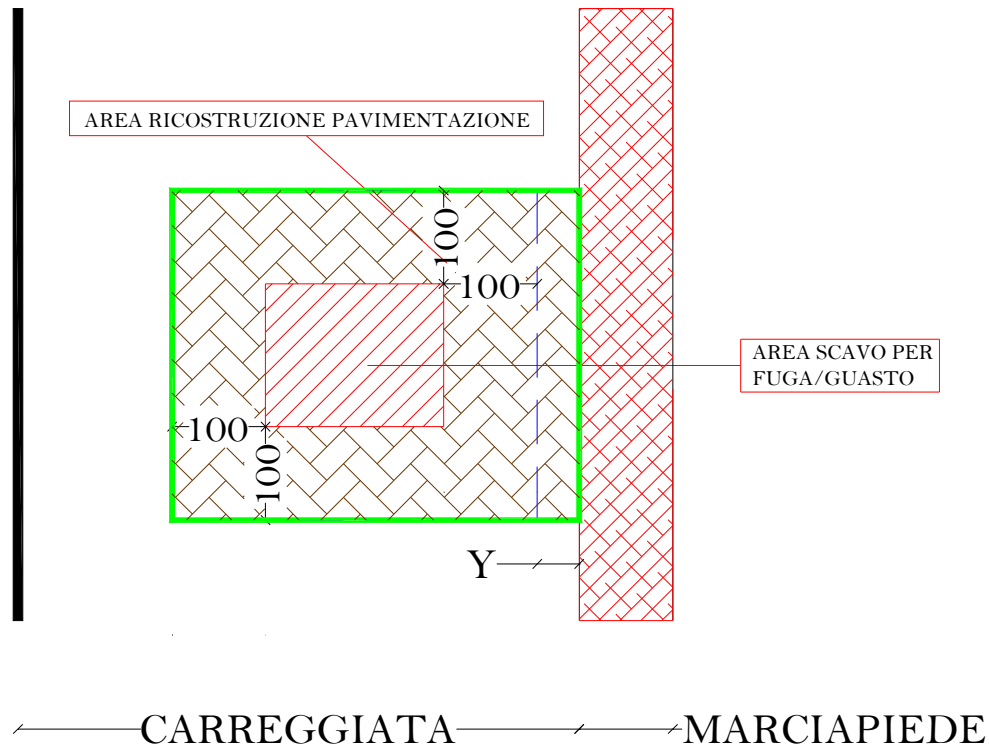 AREA RICOSTRUZIONE PAVIMENTAZIONE
100
100
AREA SCAVO PER
FUGA/GUASTO
100
100
Y
CARREGGIATA
MARCIAPIEDE